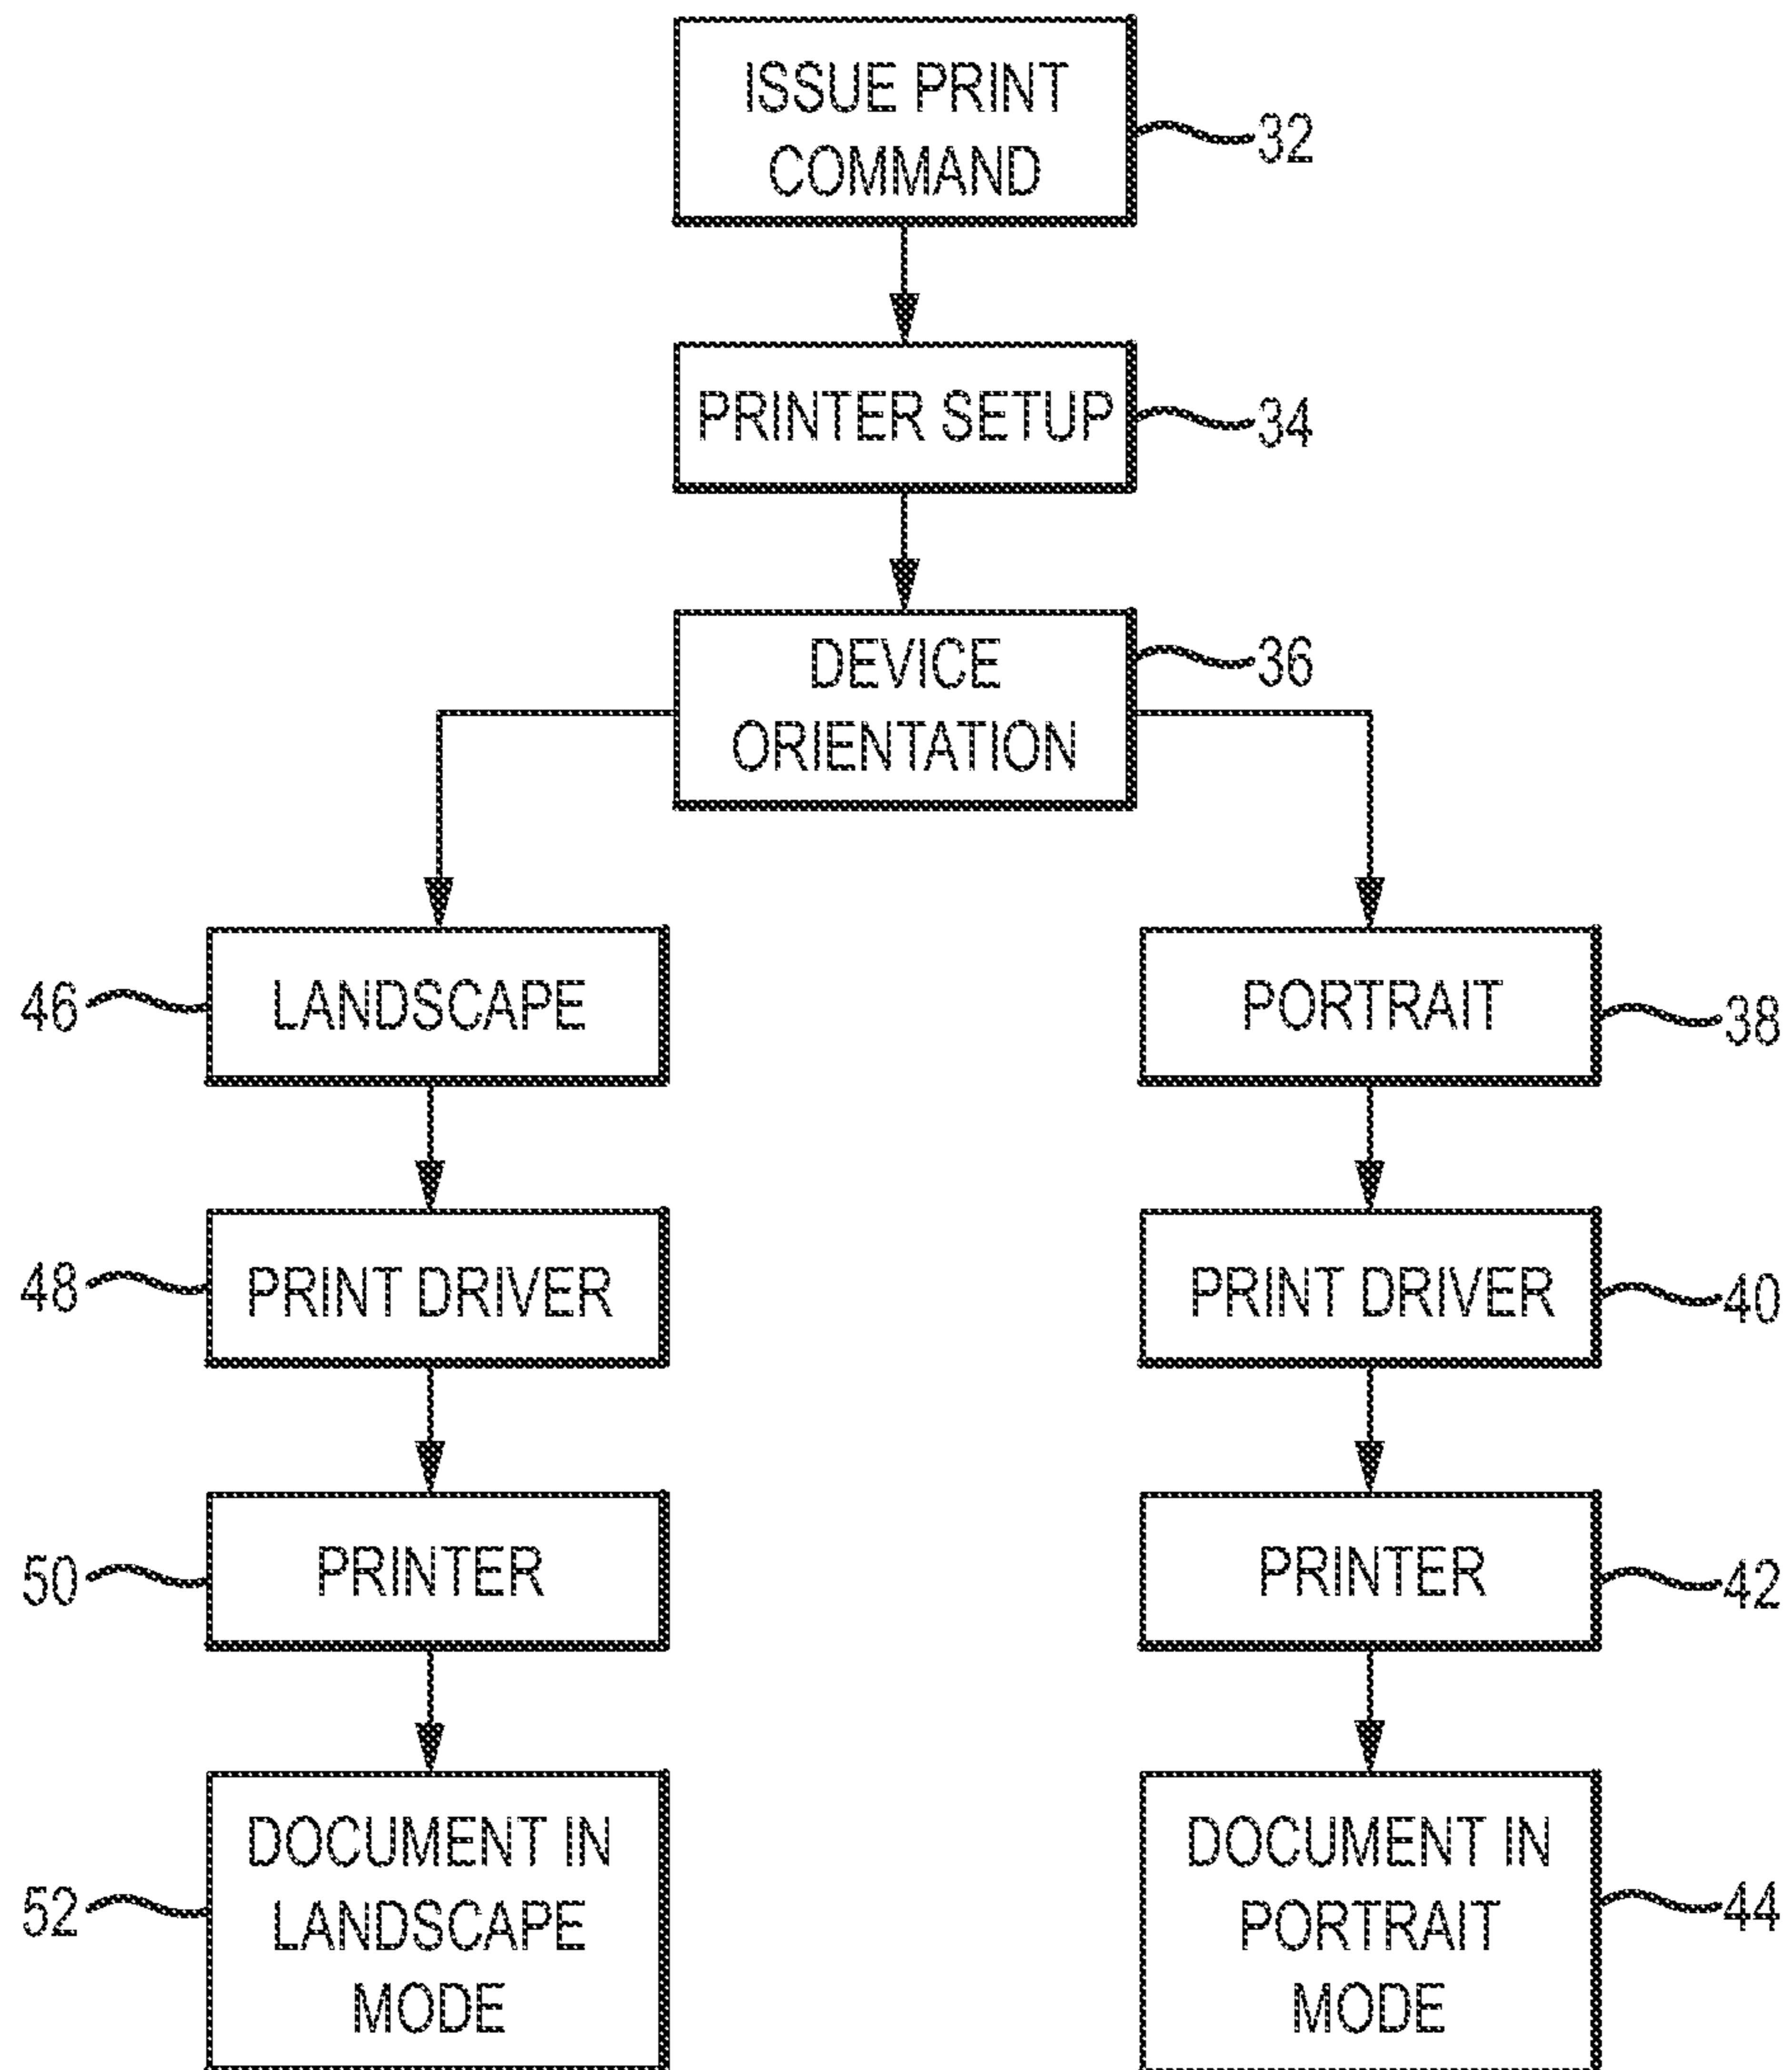 ISSUE PRINT
COMMAND
32
PRINTER SETUP
34
DEVICE
ORIENTATION
36
46
LANDSCAPE
PORTRAIT
38
48
PRINT DRIVER
PRINT DRIVER
40
50
PRINTER
PRINTER
42
52
DOCUMENT IN
LANDSCAPE
MODE
DOCUMENT IN
PORTRAIT
MODE
44